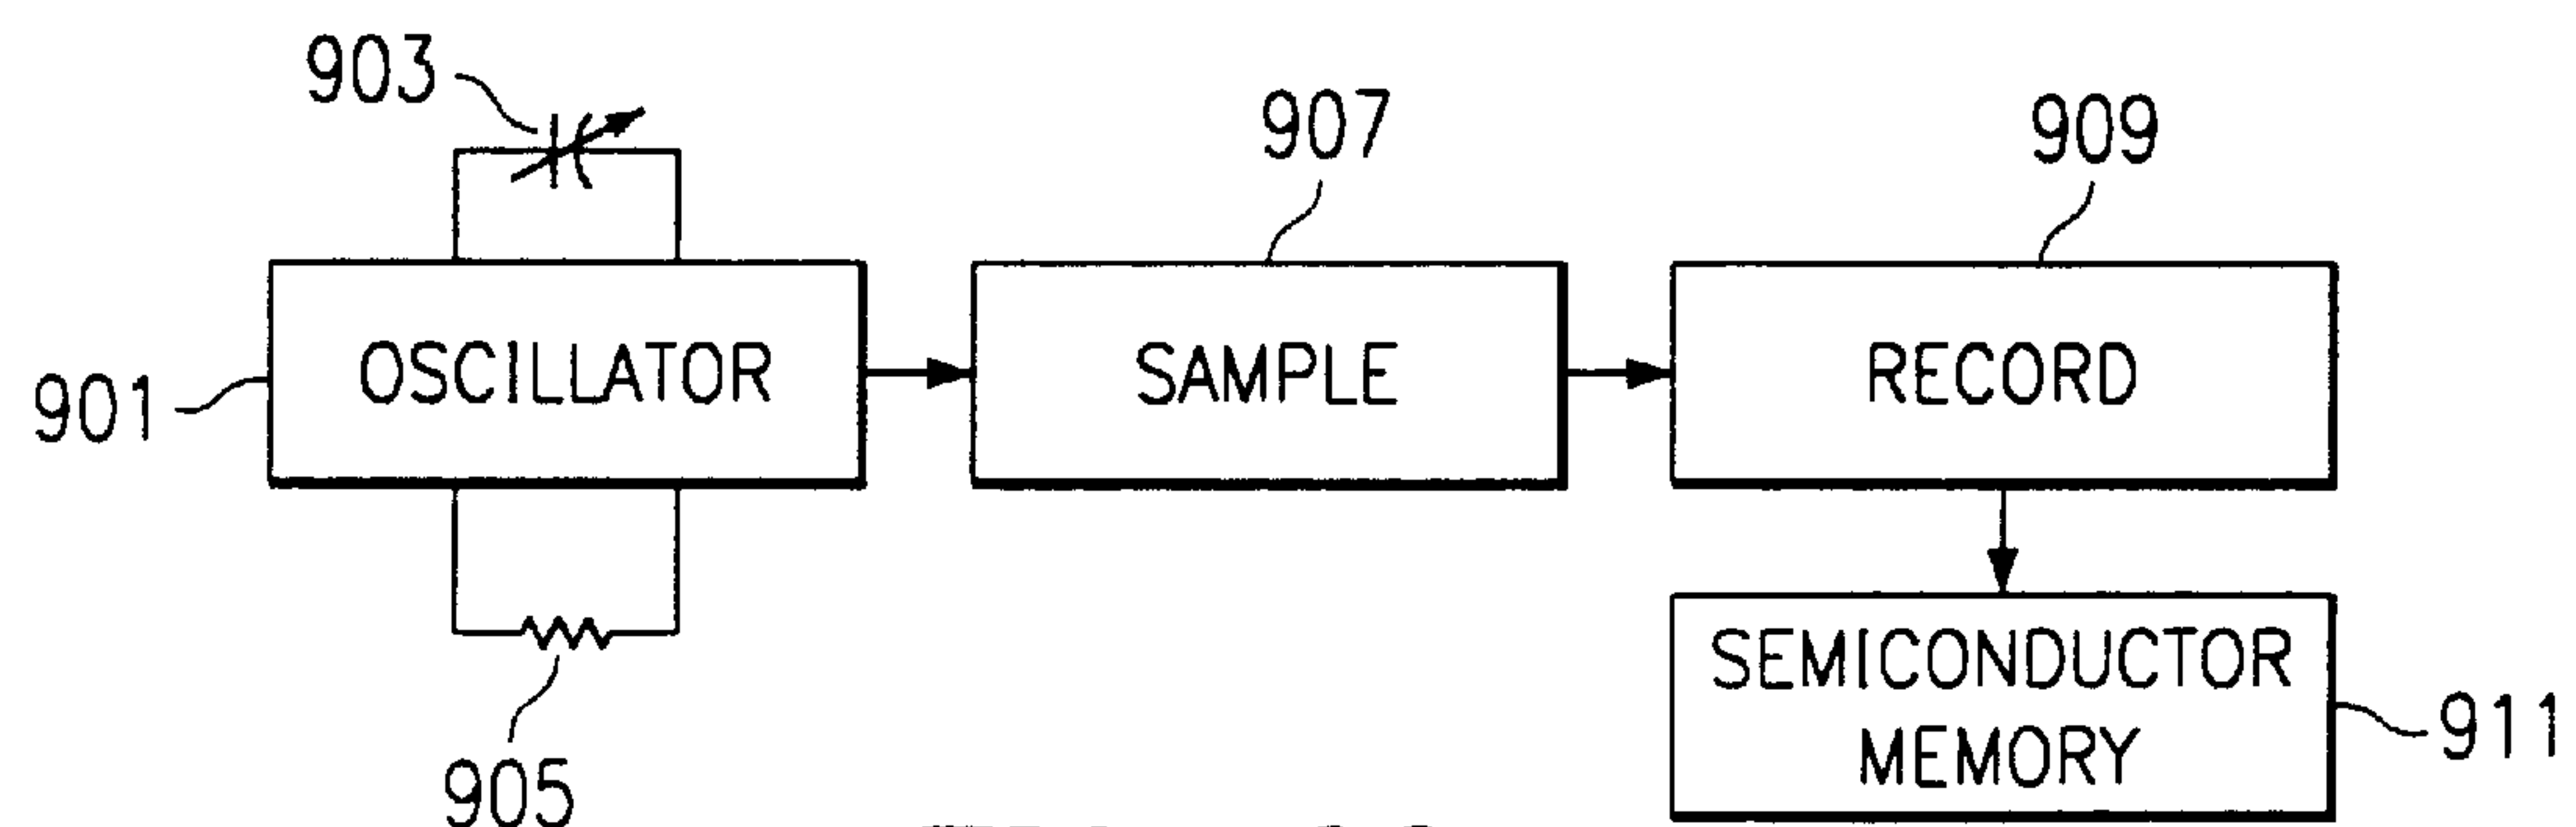 903
907
909
OSCILLATOR
SAMPLE
RECORD
901
SEMICONDUCTOR
MEMORY
911
905